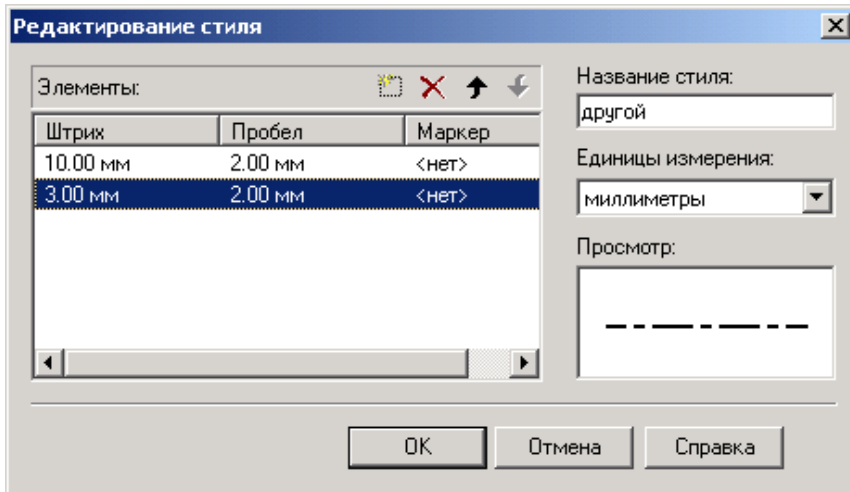 Редактирование стиля
Элементы:
Штрих Пробел Маркер
10.00 мм 2.00 мм <нет>
3.00 мм 2.00 мм <нет>
Название стиля:
другой
Единицы измерения:
миллиметры
Просмотр:
OK Отмена Справка